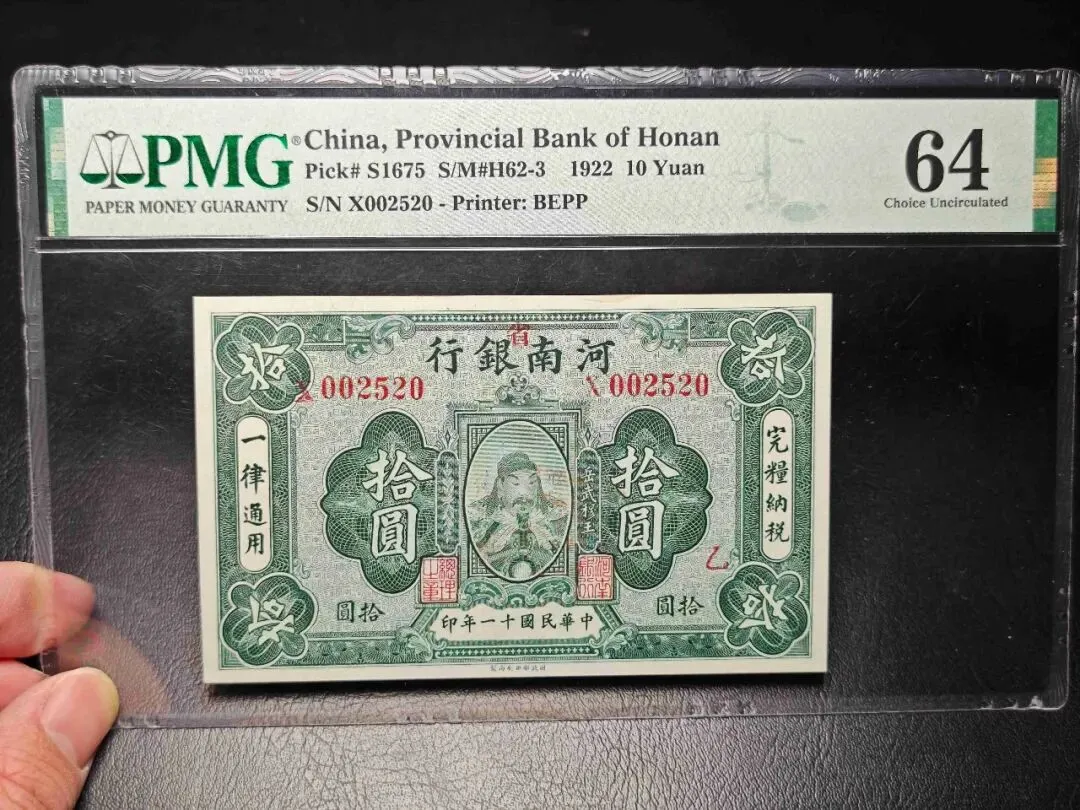 PMG®
PAPER MONEY GUARANTY
China, Provincial Bank of Honan
Pick# S1675 S/M#H62-3 1922 10 Yuan
S/N X002520 - Printer: BEPP
64
Choice Uncirculated
省
行銀南河
X002520
X002520
拾
拾
完糧納税
一律通用
拾圓
拾圓
乙
圓拾
圓拾
印年一十國民華中